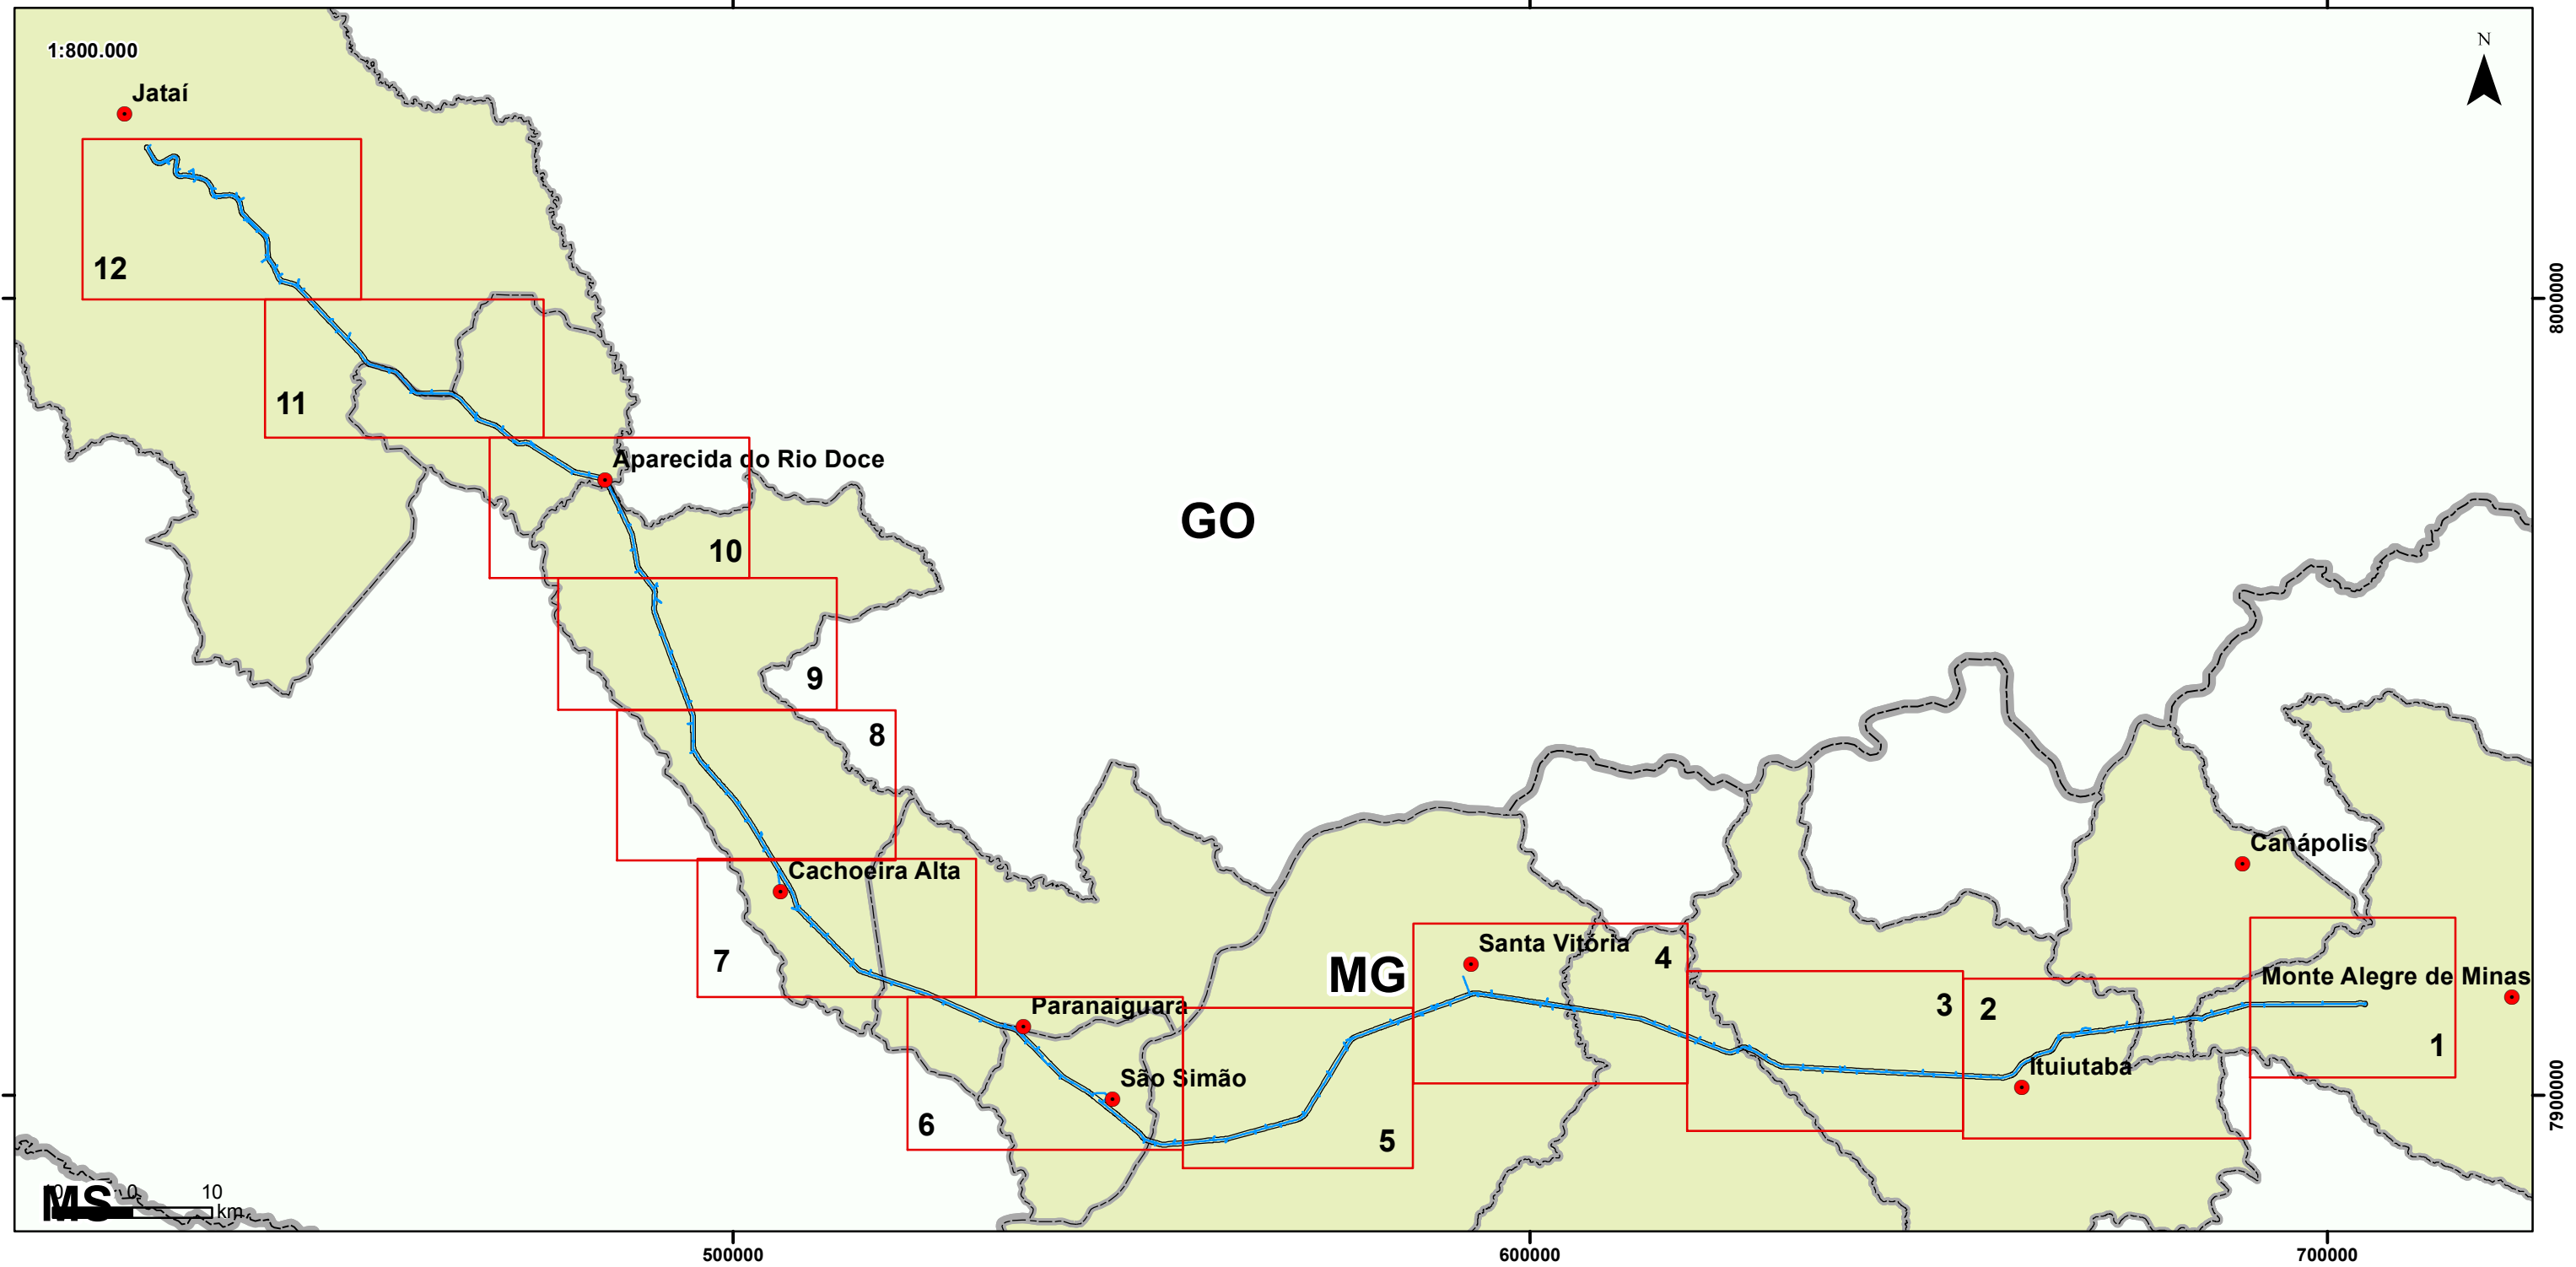 1:800.000
N
Jataí
12
8000000
11
Aparecida do Rio Doce
GO
10
9
8
Canápolis
Cachoeira Alta
Santa Vitória
4
7
MG
Monte Alegre de Minas
Paranaiguara
3
2
1
São Simão
Ituiutaba
6
5
7900000
MS
10 0 10
km
500000
600000
700000